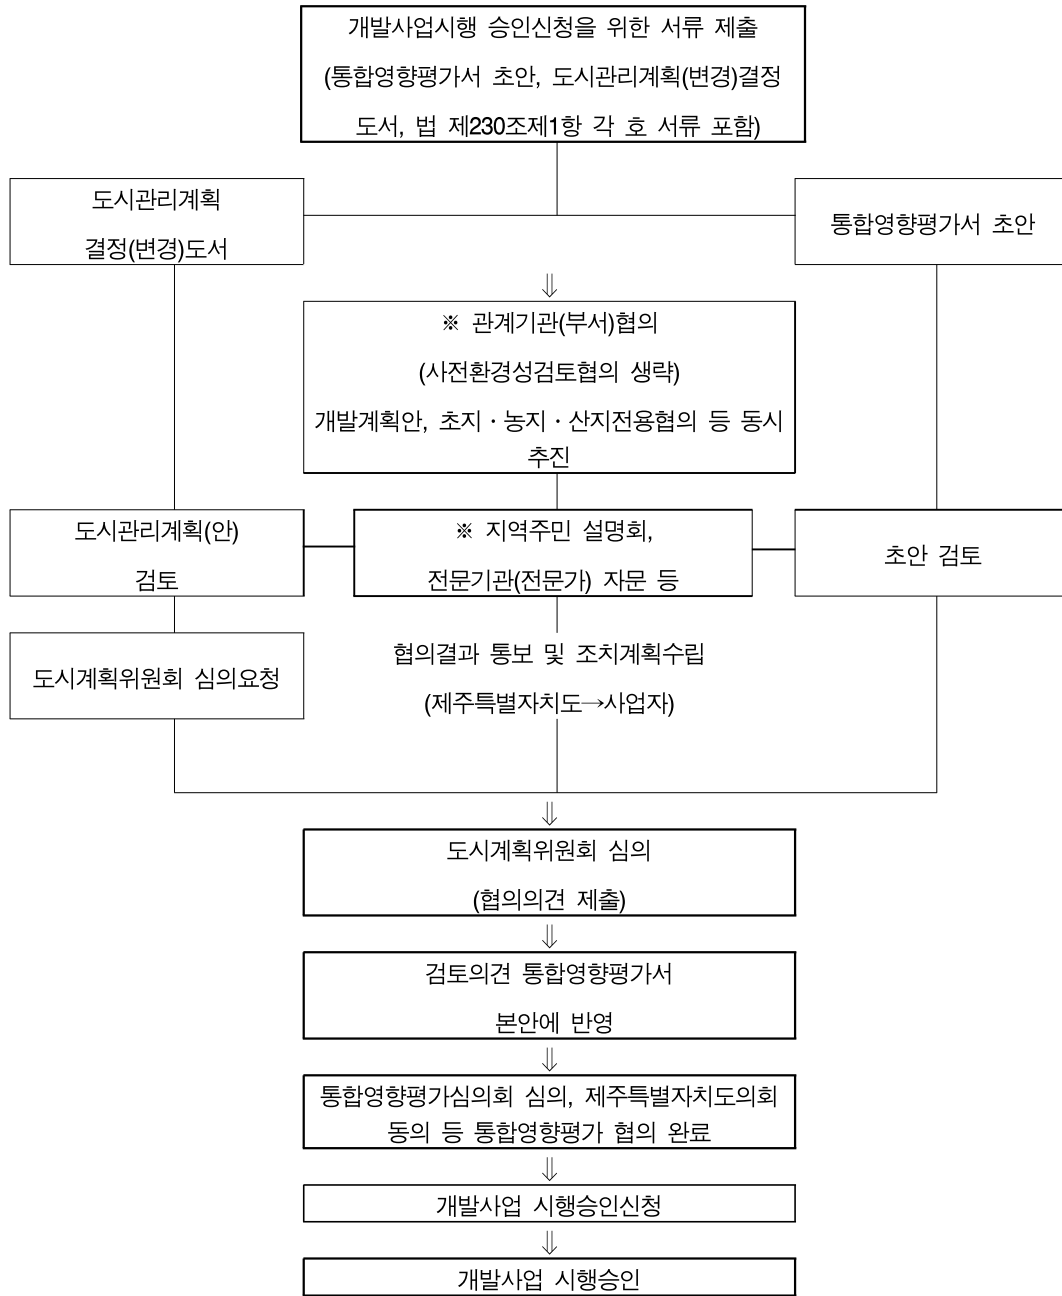 개발사업시행 승인신청을 위한 서류 제출
(통합영향평가서 초안, 도시관리계획(변경)결정
도서, 법 제230조제1항 각 호 서류 포함)
도시관리계획
결정(변경)도서
통합영향평가서 초안
⇓
※ 관계기관(부서)협의
(사전환경성검토협의 생략)
개발계획안, 초지·농지·산지전용협의 등 동시
추진
도시관리계획(안)
검토
※ 지역주민 설명회,
전문기관(전문가) 자문 등
초안 검토
도시계획위원회 심의요청
협의결과 통보 및 조치계획수립
(제주특별자치도→사업자)
⇓
도시계획위원회 심의
(협의의견 제출)
⇓
검토의견 통합영향평가서
본안에 반영
⇓
통합영향평가심의회 심의, 제주특별자치도의회
동의 등 통합영향평가 협의 완료
⇓
개발사업 시행승인신청
⇓
개발사업 시행승인